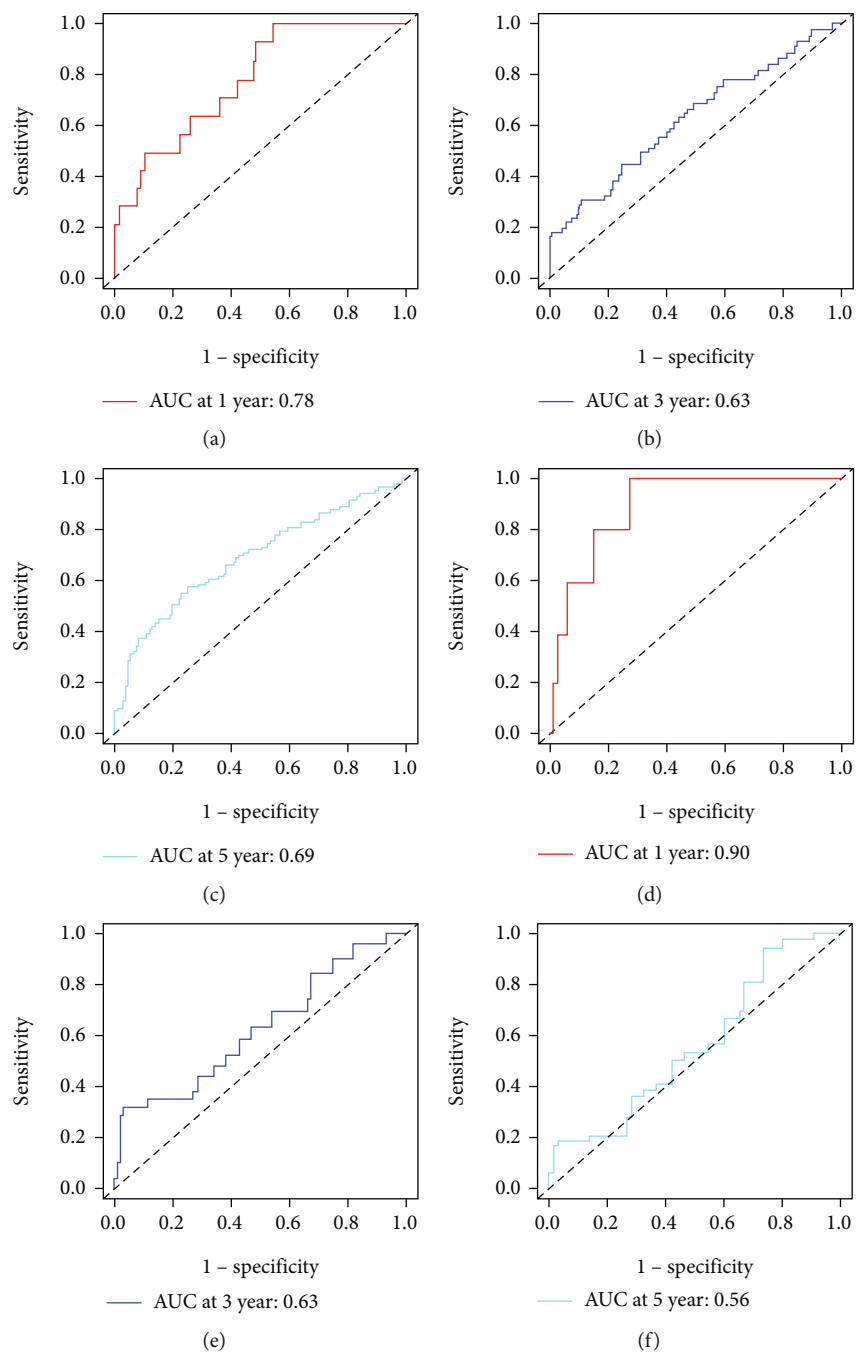 1.0
0.8
0.6
0.4
0.2
0.0
Sensitivity
0.0 0.2 0.4 0.6 0.8 1.0
1 – specificity
AUC at 1 year: 0.78
(a)
1.0
0.8
0.6
0.4
0.2
0.0
Sensitivity
0.0 0.2 0.4 0.6 0.8 1.0
1 – specificity
AUC at 3 year: 0.63
(b)
1.0
0.8
0.6
0.4
0.2
0.0
Sensitivity
0.0 0.2 0.4 0.6 0.8 1.0
1 – specificity
AUC at 5 year: 0.69
(c)
1.0
0.8
0.6
0.4
0.2
0.0
Sensitivity
0.0 0.2 0.4 0.6 0.8 1.0
1 – specificity
AUC at 1 year: 0.90
(d)
1.0
0.8
0.6
0.4
0.2
0.0
Sensitivity
0.0 0.2 0.4 0.6 0.8 1.0
1 – specificity
AUC at 3 year: 0.63
(e)
1.0
0.8
0.6
0.4
0.2
0.0
Sensitivity
0.0 0.2 0.4 0.6 0.8 1.0
1 – specificity
AUC at 5 year: 0.56
(f)